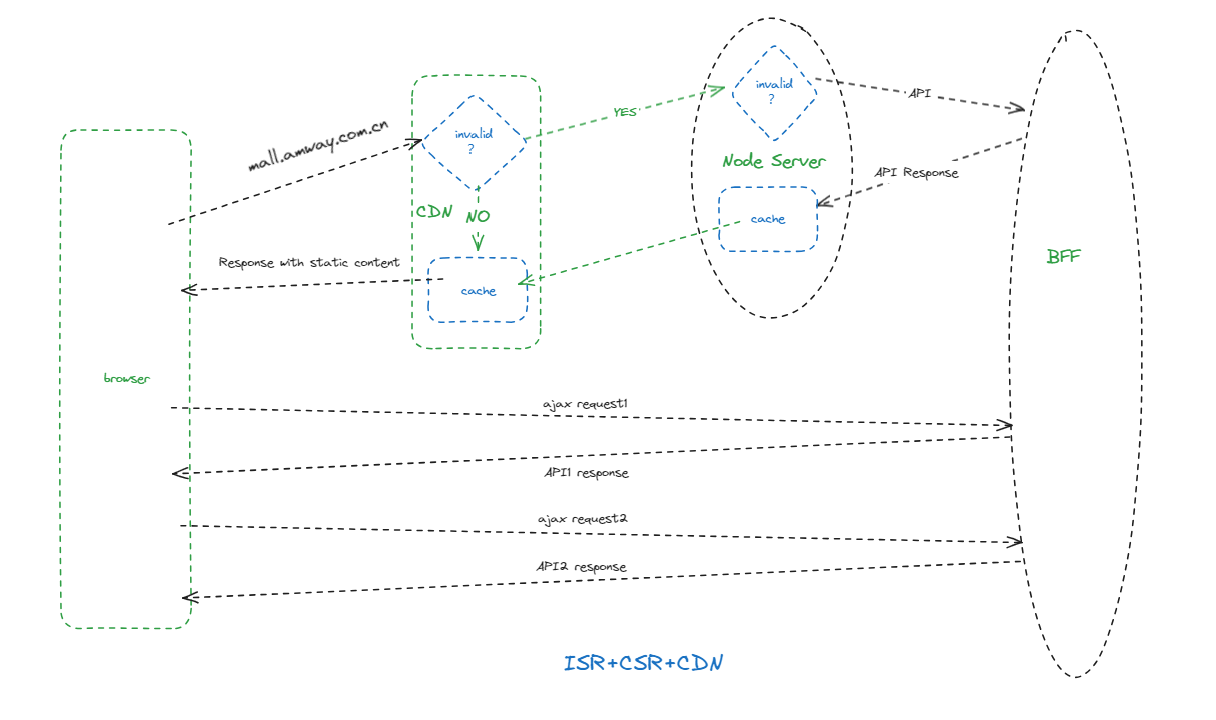 mall.amway.com.cn
invalid
?
YES
invalid
?
API
Node Server
API Response
CDN
NO
cache
BFF
Response with static content
cache
browser
ajax request1
API1 response
ajax request2
API2 response
ISR+CSR+CDN